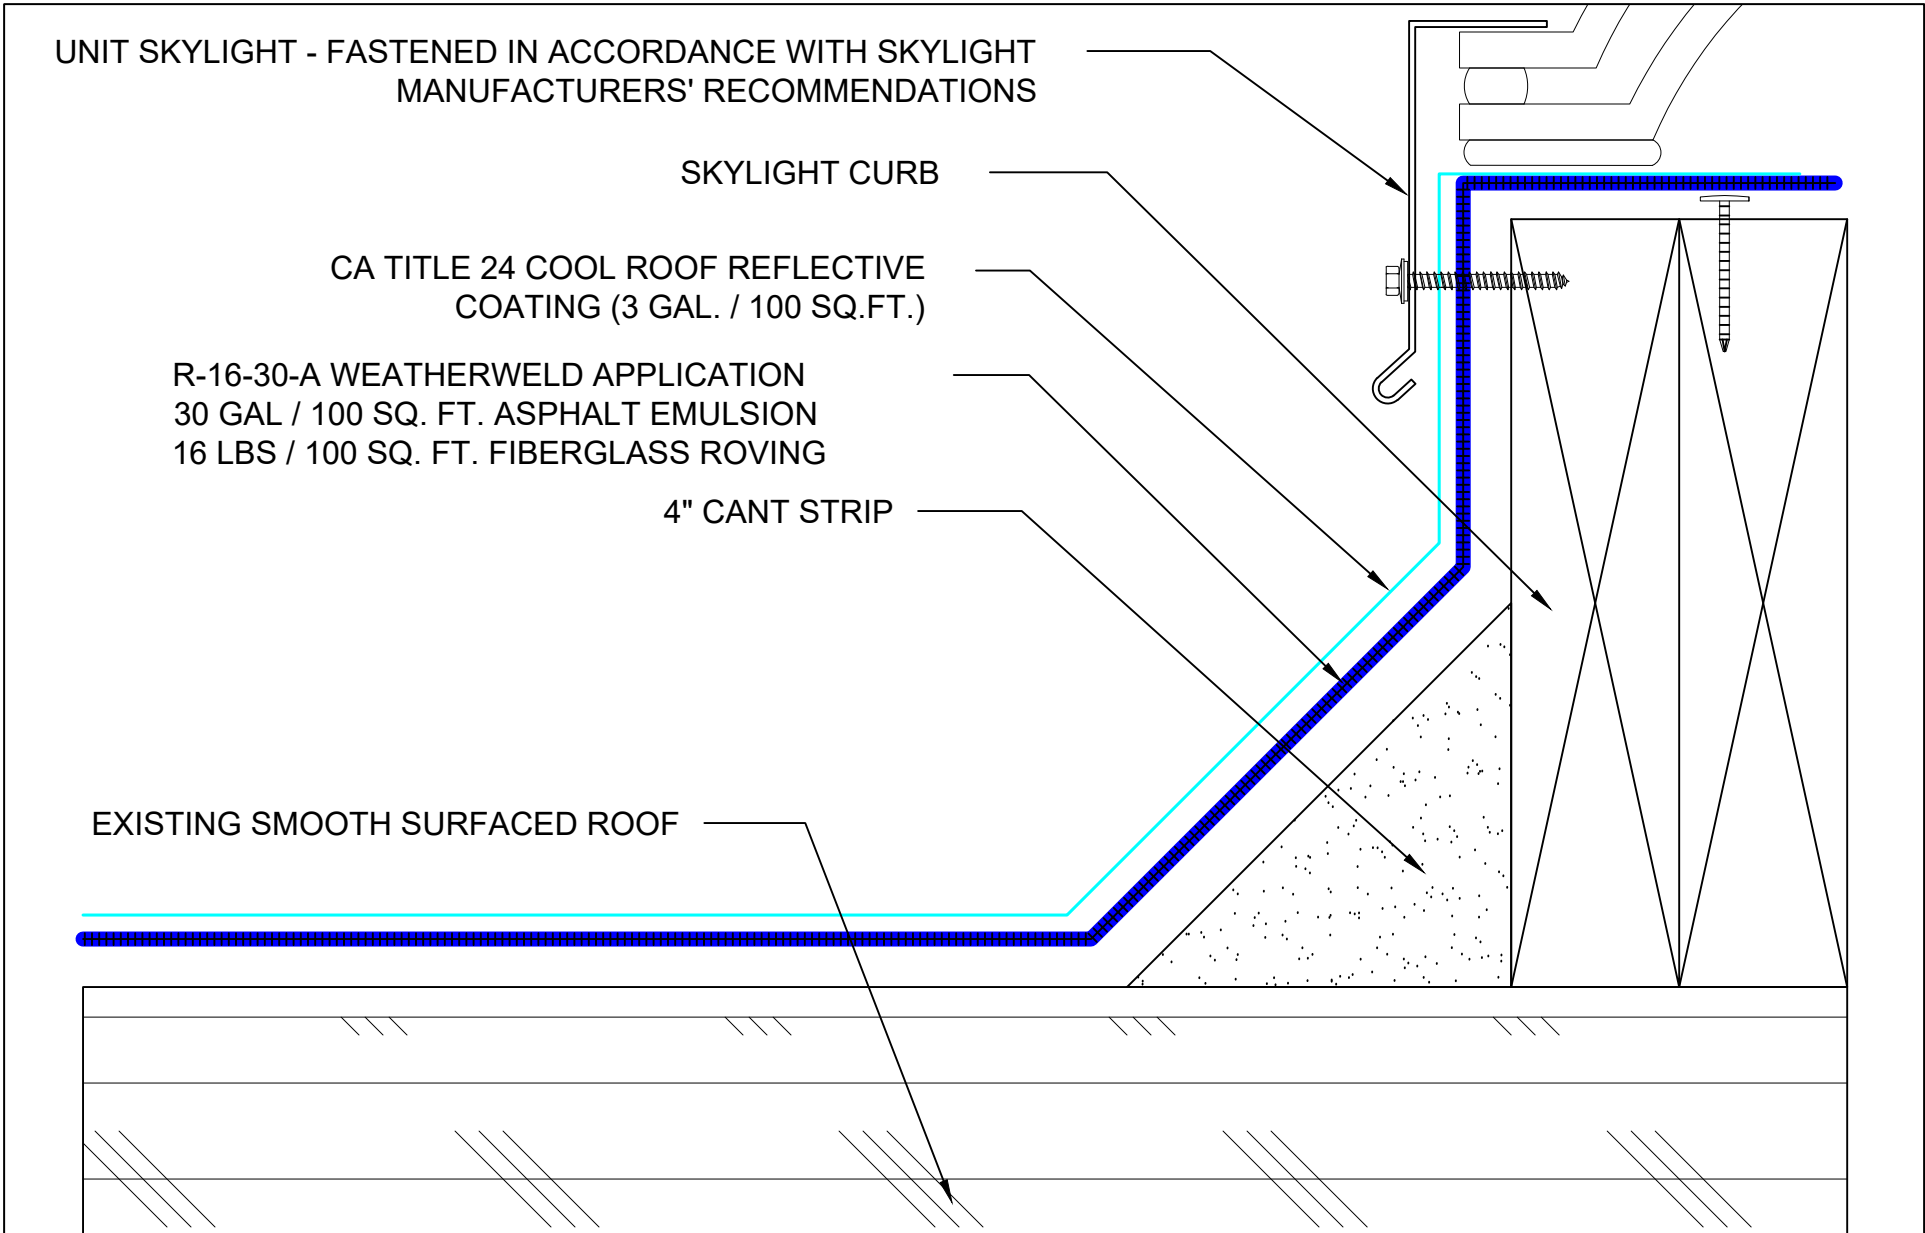 UNIT SKYLIGHT - FASTENED IN ACCORDANCE WITH SKYLIGHT
MANUFACTURERS' RECOMMENDATIONS
SKYLIGHT CURB
CA TITLE 24 COOL ROOF REFLECTIVE
COATING (3 GAL. / 100 SQ.FT.)
R-16-30-A WEATHERWELD APPLICATION
30 GAL / 100 SQ. FT. ASPHALT EMULSION
16 LBS / 100 SQ. FT. FIBERGLASS ROVING
4" CANT STRIP
EXISTING SMOOTH SURFACED ROOF